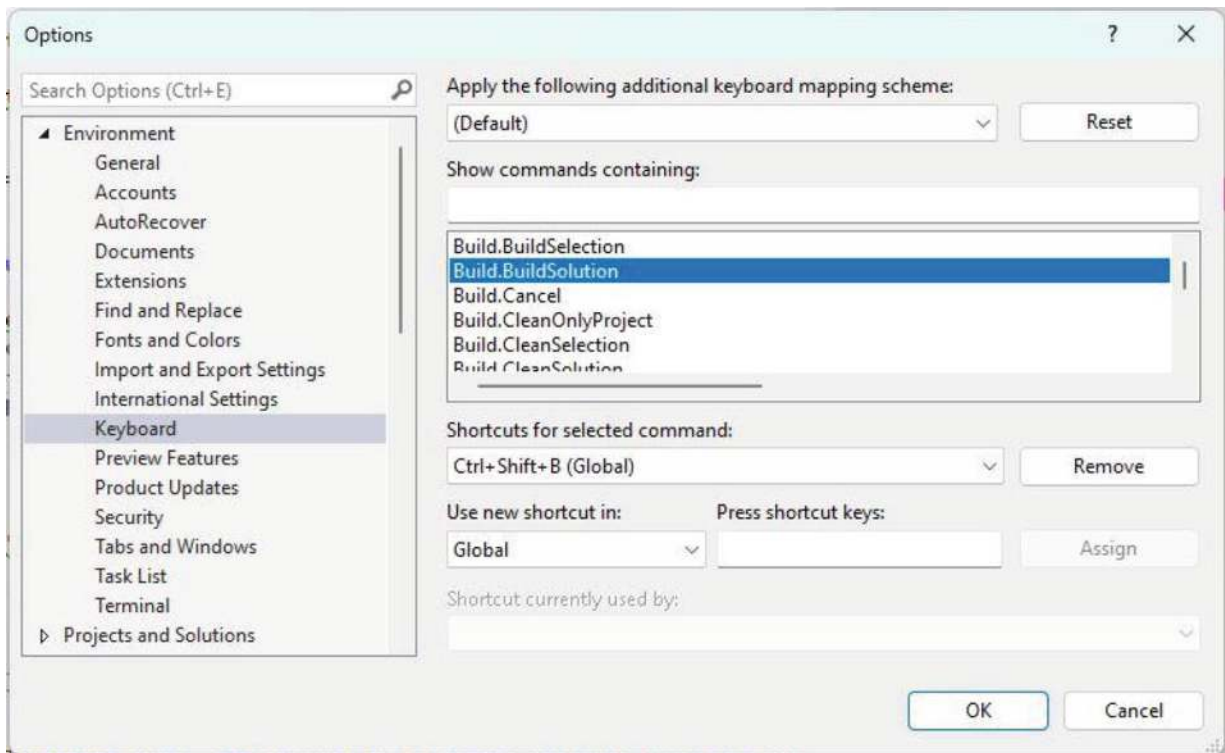 Options
?
Search Options (Ctrl+E)
Environment
General
Accounts
AutoRecover
Documents
Extensions
Find and Replace
Fonts and Colors
Import and Export Settings
International Settings
Keyboard
Preview Features
Product Updates
Security
Tabs and Windows
Task List
Terminal
Projects and Solutions
Apply the following additional keyboard mapping scheme:
(Default)
Reset
Show commands containing:
Build.BuildSelection
Build.BuildSolution
Build.Cancel
Build.CleanOnlyProject
Build.CleanSelection
Build.CleanSolution
Shortcuts for selected command:
Ctrl+Shift+B (Global)
Remove
Use new shortcut in:
Press shortcut keys:
Global
Assign
Shortcut currently used by:
OK
Cancel